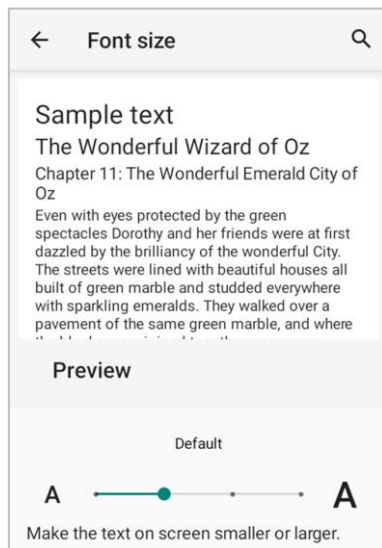 Font size
Sample text
The Wonderful Wizard of Oz
Chapter 11: The Wonderful Emerald City of
Oz
Even with eyes protected by the green
spectacles Dorothy and her friends were at first
dazzled by the brilliancy of the wonderful City.
The streets were lined with beautiful houses all
built of green marble and studded everywhere
with sparkling emeralds. They walked over a
pavement of the same green marble, and where
Preview
Default
A A
Make the text on screen smaller or larger.